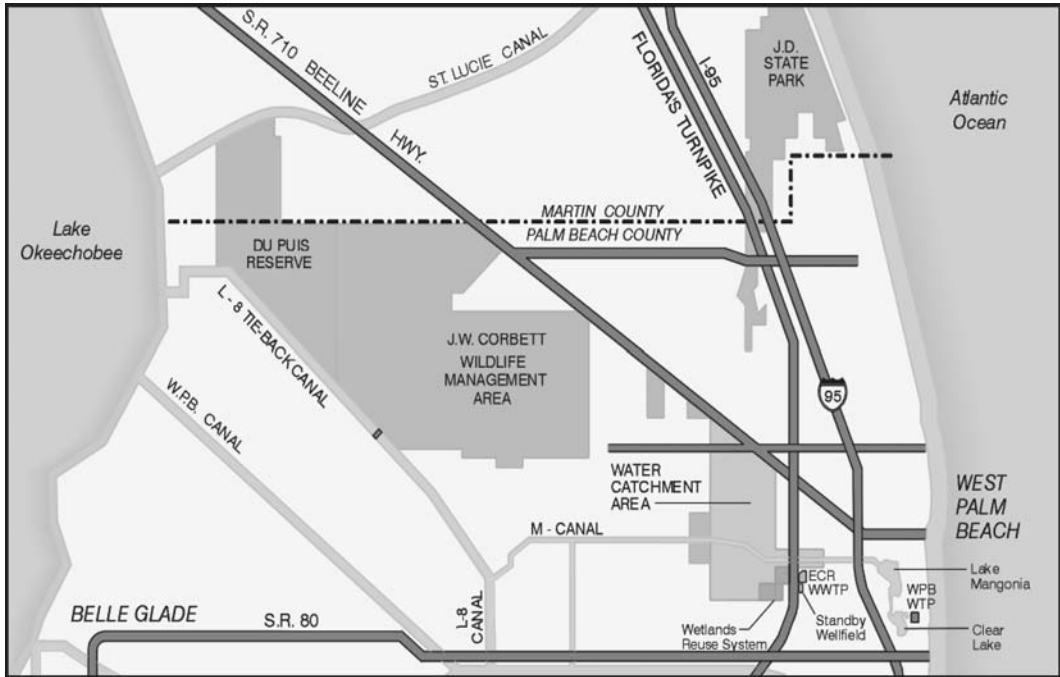 S.R. 710 BEELINE HWY.
ST. LUCIE CANAL
FLORIDA'S TURNPIKE
I-95
J.D.
STATE
PARK
Atlantic
Ocean
Lake
Okeechobee
MARTIN COUNTY
PALM BEACH COUNTY
DU PUIS
RESERVE
L - 8 TIE-BACK CANAL
J.W. CORBETT
WILDLIFE
MANAGEMENT
AREA
W.P.B. CANAL
95
WATER
CATCHMENT
AREA
WEST
PALM
BEACH
M - CANAL
Lake
Mangonia
ECR
WWTP
WPB
WTP
BELLE GLADE
S.R. 80
L-8
CANAL
Wetlands
Reuse System
Standby
Wellfield
Clear
Lake